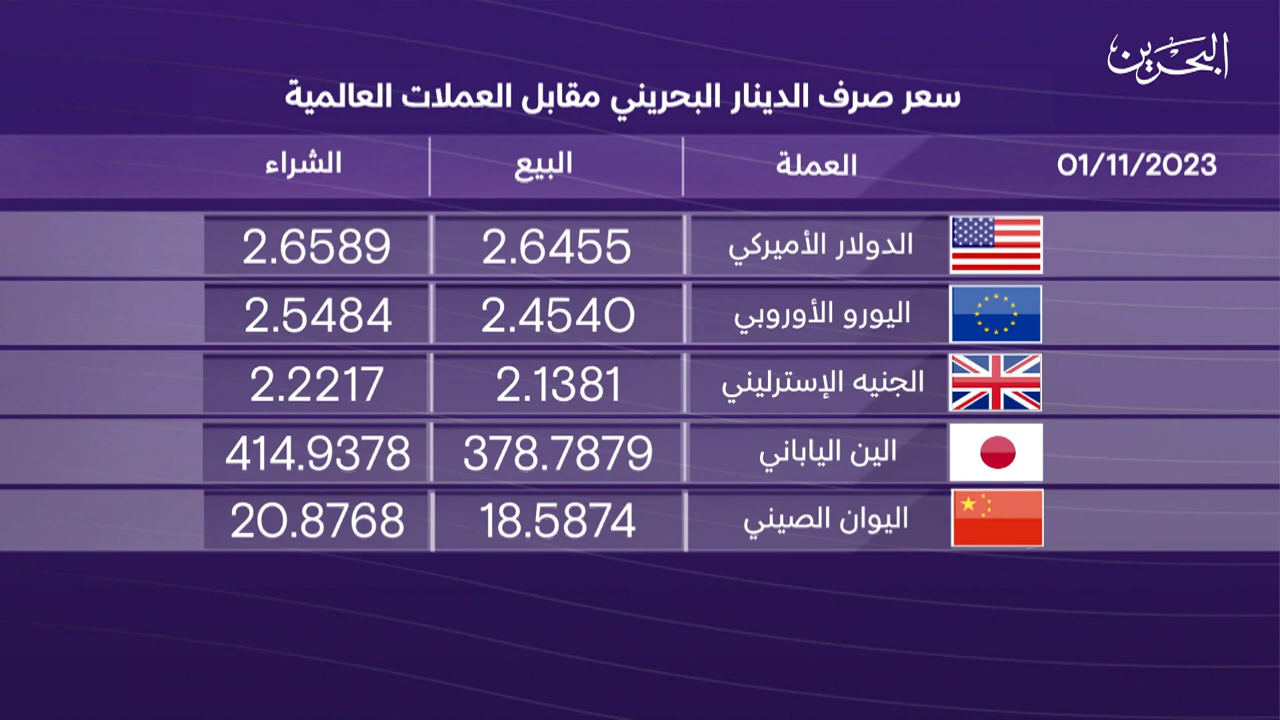 البحرين
سعر صرف الدينار البحريني مقابل العملات العالمية
01/11/2023 العملة البيع الشراء
الدولار الأميركي 2.6455 2.6589
اليورو الأوروبي 2.4540 2.5484
الجنيه الإسترليني 2.1381 2.2217
الين الياباني 378.7879 414.9378
اليوان الصيني 18.5874 20.8768